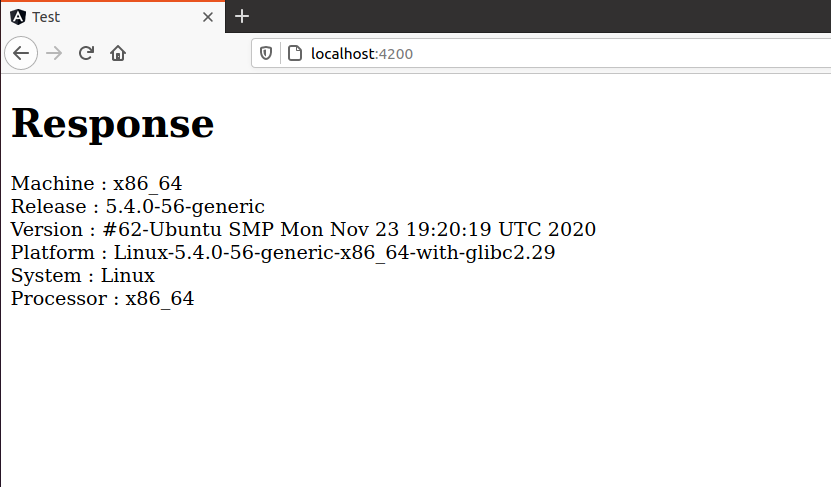 Test
localhost:4200
Response
Machine : x86_64
Release : 5.4.0-56-generic
Version : #62-Ubuntu SMP Mon Nov 23 19:20:19 UTC 2020
Platform : Linux-5.4.0-56-generic-x86_64-with-glibc2.29
System : Linux
Processor : x86_64